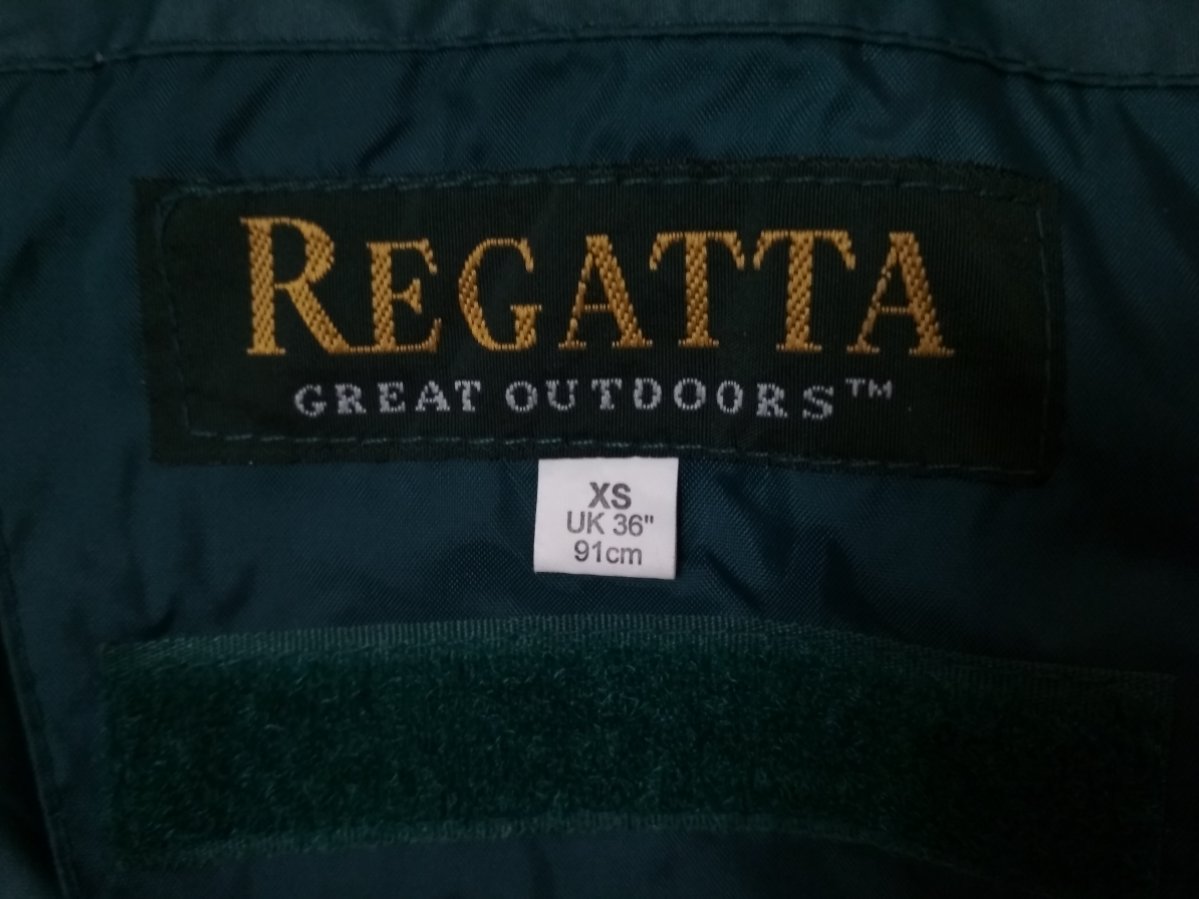 REGATTA
GREAT OUTDOORS™
XS
UK 36"
91cm